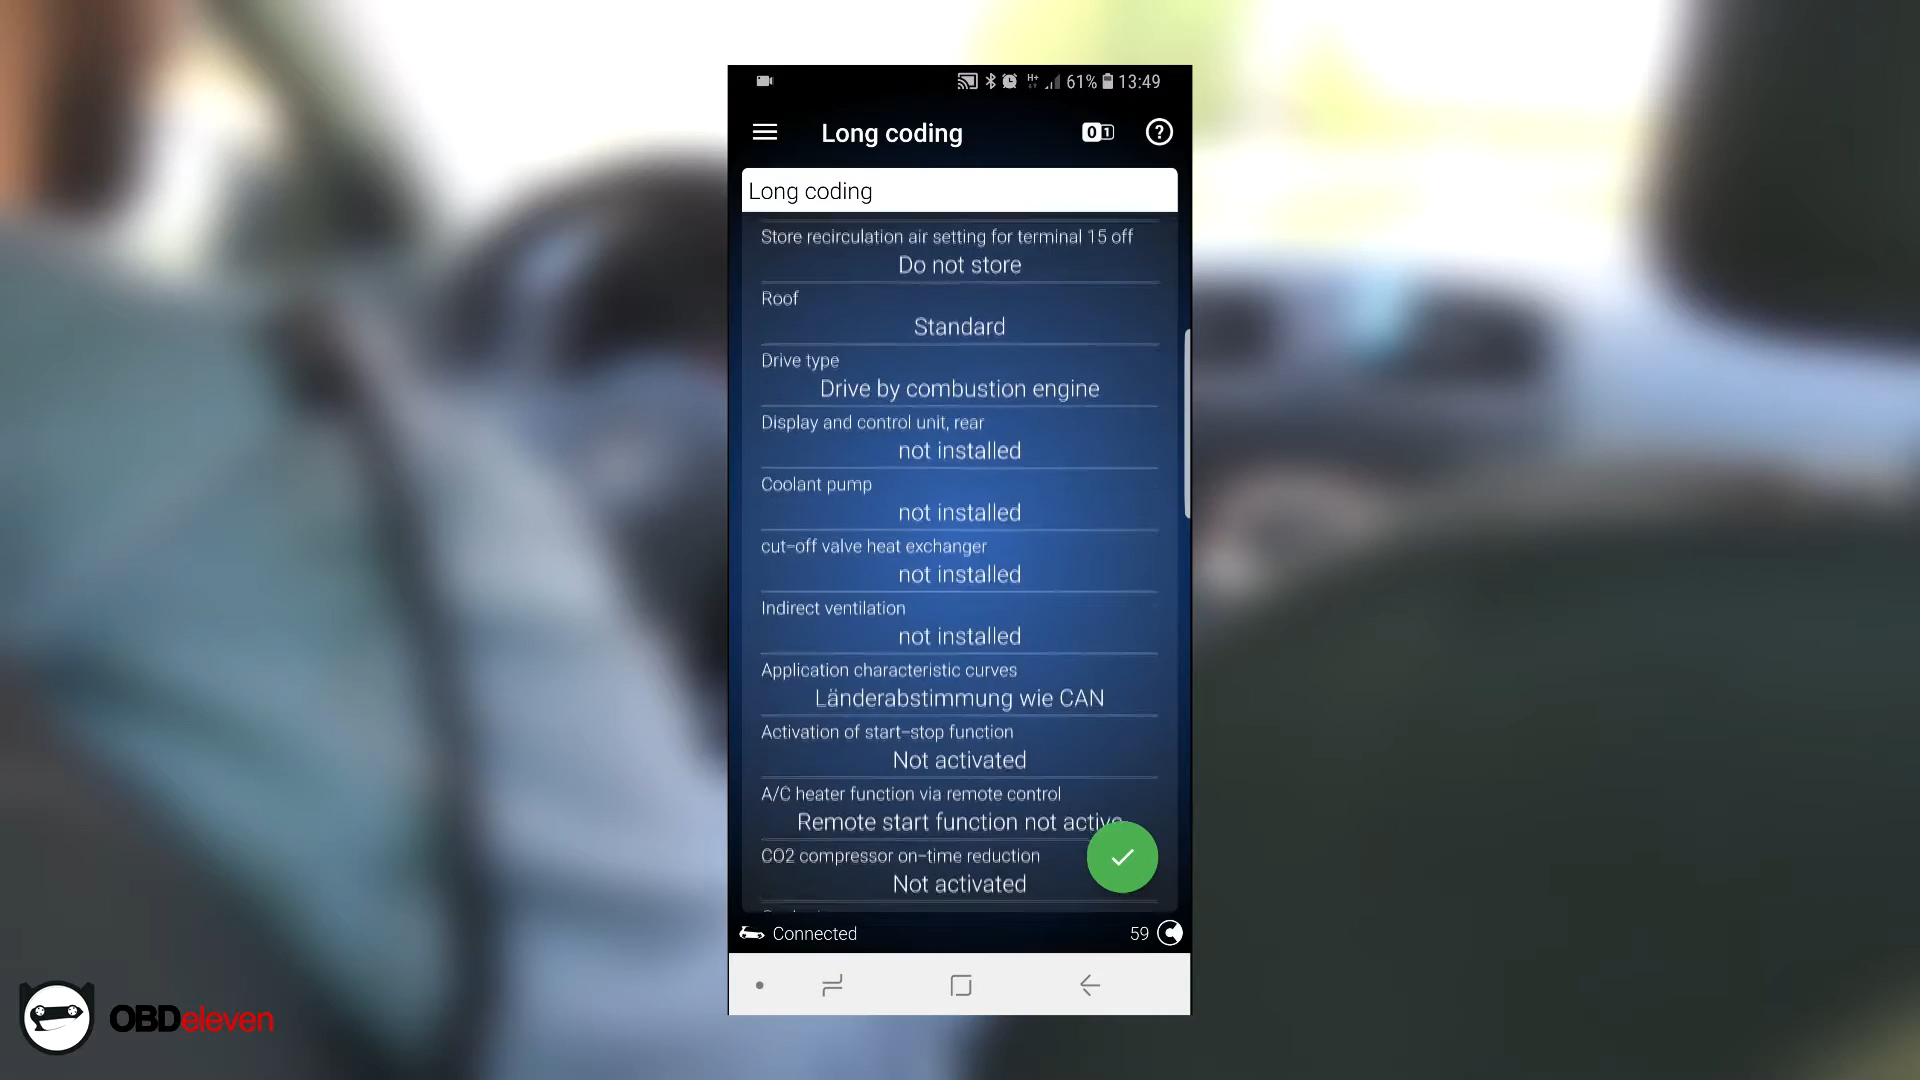 H+
61%
13:49
Long coding
01
?
Long coding
Store recirculation air setting for terminal 15 off
Do not store
Roof
Standard
Drive type
Drive by combustion engine
Display and control unit, rear
not installed
Coolant pump
not installed
cut-off valve heat exchanger
not installed
Indirect ventilation
not installed
Application characteristic curves
Länderabstimmung wie CAN
Activation of start-stop function
Not activated
A/C heater function via remote control
Remote start function not active
CO2 compressor on-time reduction
Not activated
Connected
59
OBDeleven